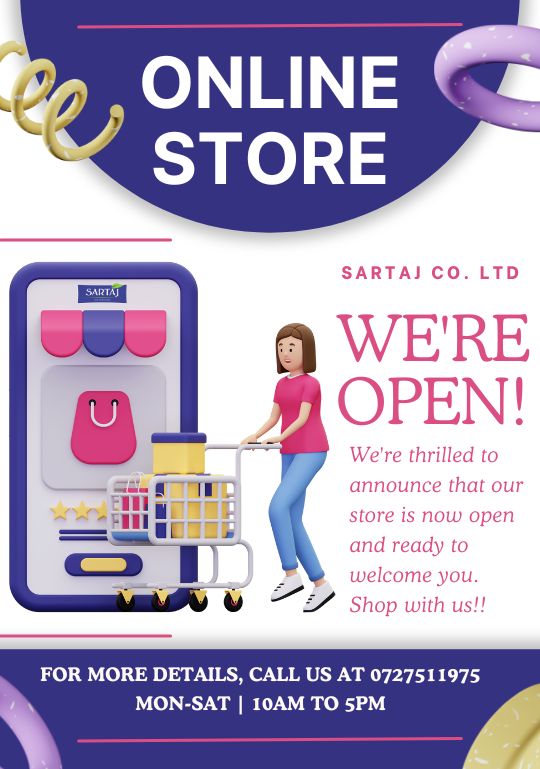 ONLINE
STORE
SARTAJ CO. LTD
SARTAJ
WE'RE
OPEN!
We're thrilled to
announce that our
store is now open
and ready to
welcome you.
Shop with us!!
FOR MORE DETAILS, CALL US AT 0727511975
MON-SAT | 10AM TO 5PM